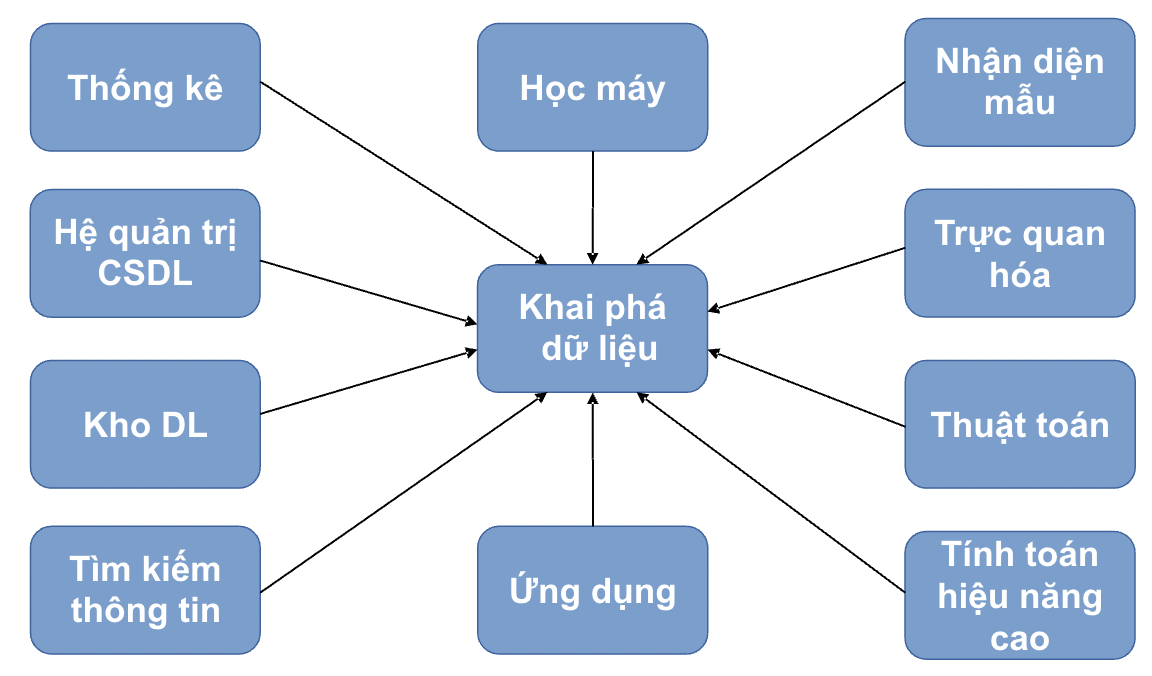 Thống kê
Học máy
Nhận diện
mẫu
Hệ quản trị
CSDL
Trực quan
hóa
Khai phá
dữ liệu
Kho DL
Thuật toán
Tìm kiếm
thông tin
Ứng dụng
Tính toán
hiệu năng
cao